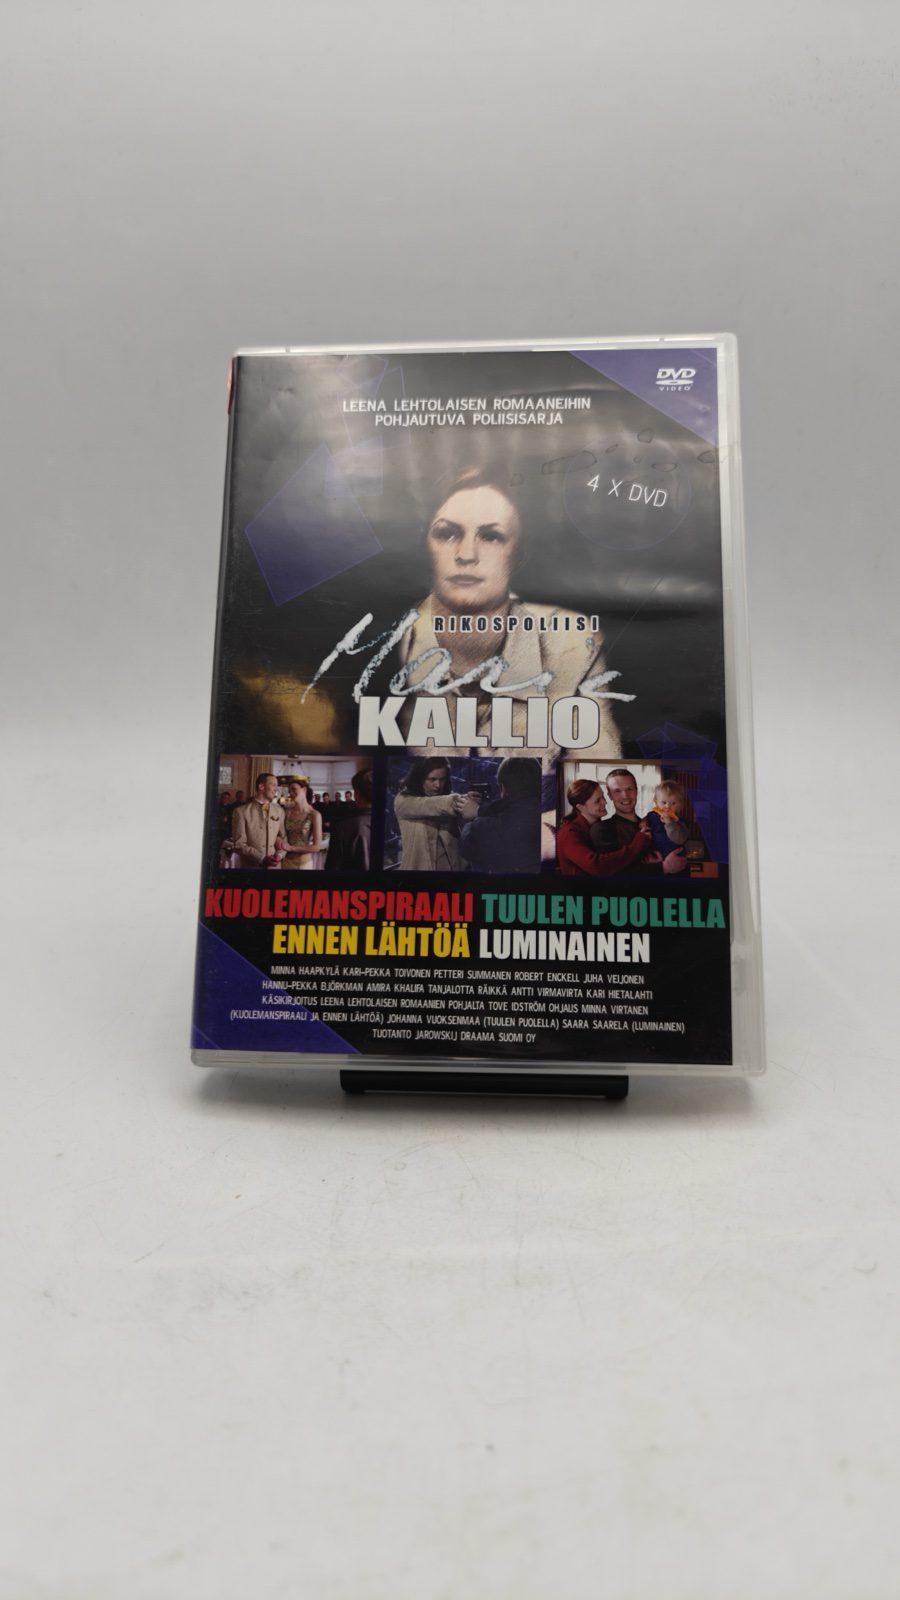 DVD
VIDEO
LEENA LEHTOLAISEN ROMAANEIHIN
POHJAUTUVA POLIISISARJA
4 X DVD
RIKOSPOLIISI
Maria
KALLIO
KUOLEMANSPIRAALI TUULEN PUOLELLA
ENNEN LÄHTÖÄ LUMINAINEN
MINNA HAAPKYLÄ KARI-PEKKA TOIVONEN PETTERI SUMMANEN ROBERT ENCKELL JUHA VEIJONEN
HANNU-PEKKA BJÖRKMAN AMIRA KHALIFA TANJALOTTA RÄIKKÄ ANTTI VIRMAVIRTA KARI HIETALAHTI
KÄSIKIRJOITUS LEENA LEHTOLAISEN ROMAANIEN POHJALTA TOVE IDSTRÖM OHJAUS MINNA VIRTANEN
(KUOLEMANSPIRAALI JA ENNEN LÄHTÖÄ) JOHANNA VUOKSENMAA (TUULEN PUOLELLA) SAARA SAARELA (LUMINAINEN)
TUOTANTO JAROWSKIJ DRAAMA SUOMI OY